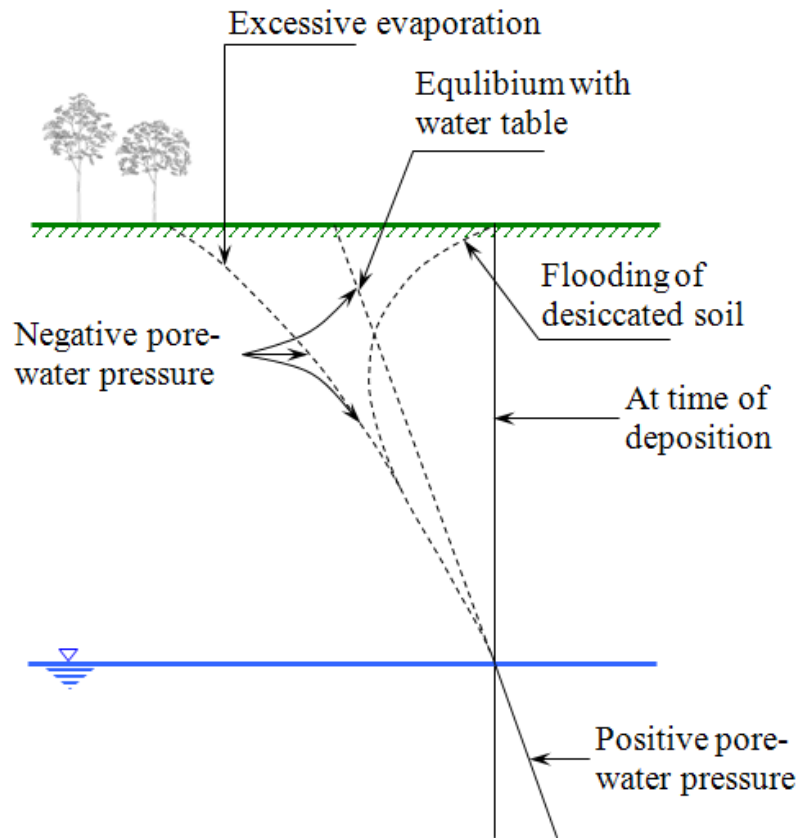 Excessive evaporation
Equlibium with
water table
Flooding of
desiccated soil
Negative pore-
water pressure
At time of
deposition
Positive pore-
water pressure